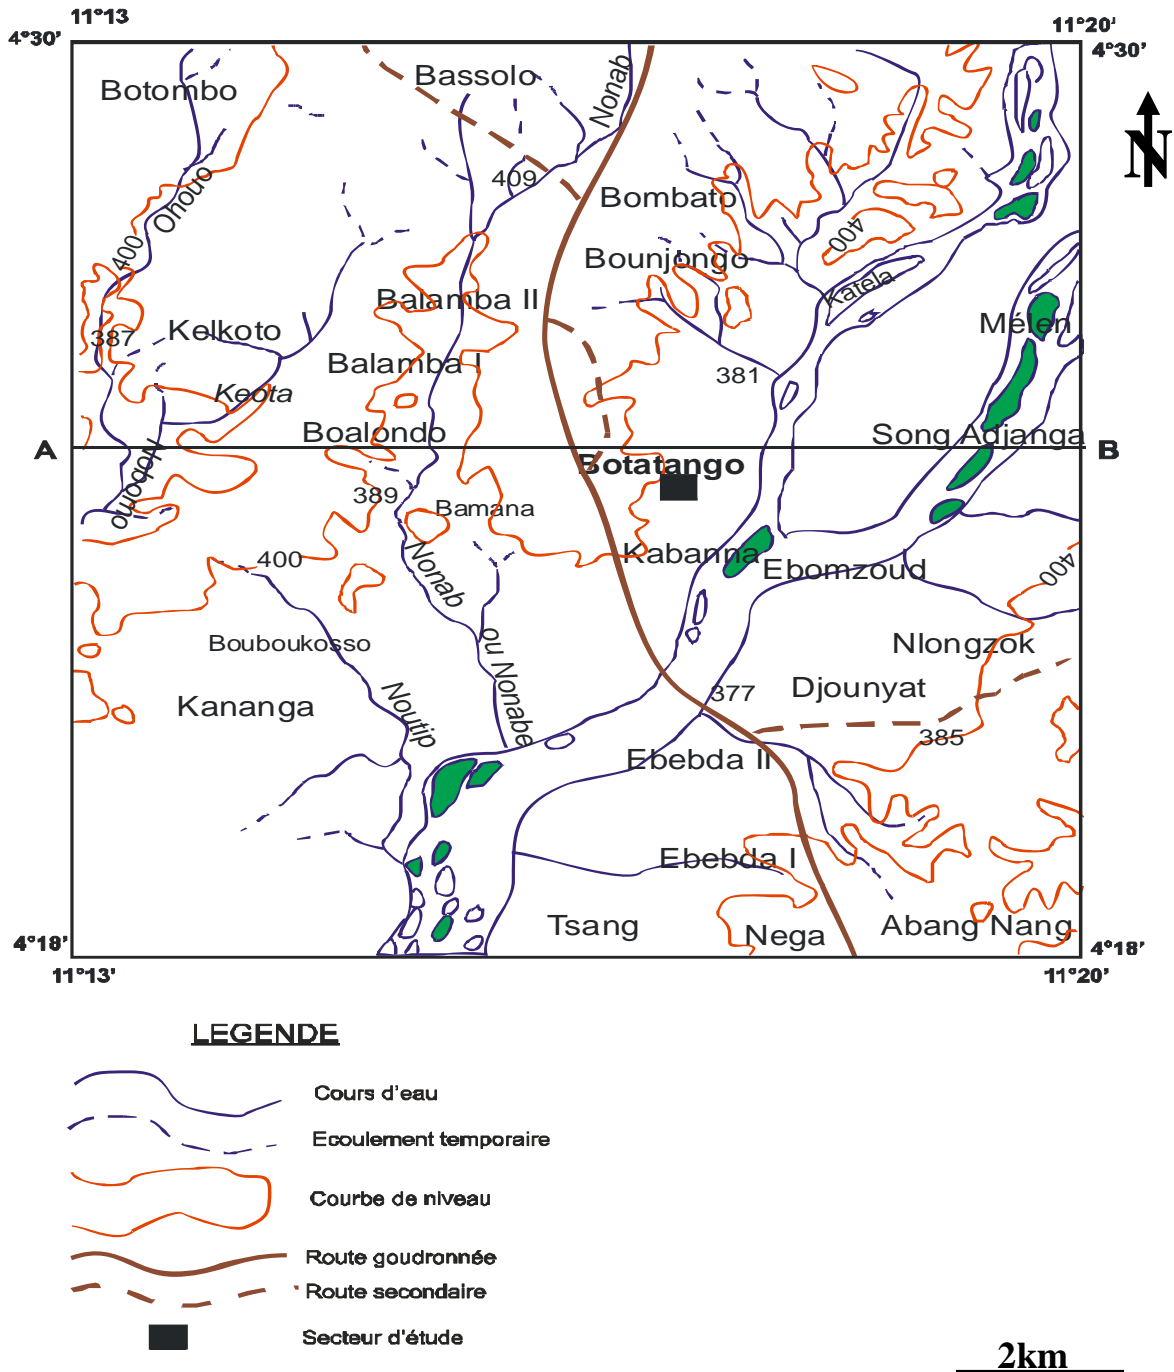 11°13
11°20'
4°30'
4°30'
N
Botombo
Bassolo
Nonab
409
Bombato
Onouo
400
400
Bounjongo
Katela
Balamba II
387
Kelkoto
Mélen
Balamba I
381
Keota
Boalondo
Song Adjanga
A
B
Botatango
Nobomo
389
Bamana
Kabanna
400
Nonab
Ebomzoud
400
Bouboukosso
ou Nonabe
Nlongzok
Kananga
Noutip
377
Djounyat
385
Ebebda II
Ebebda I
Tsang
Nega
Abang Nang
4°18'
4°18'
11°13'
11°20'
LEGENDE
Cours d'eau
Ecoulement temporaire
Courbe de niveau
Route goudronnée
Route secondaire
Secteur d'étude
2km